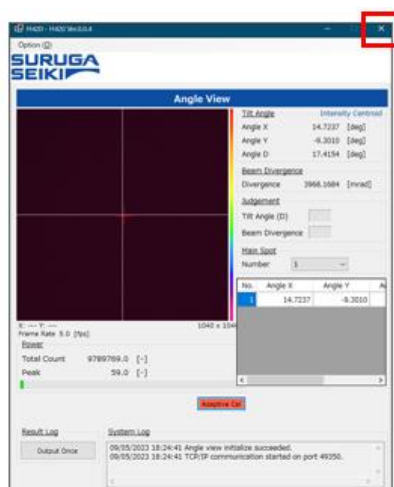 H420 - H420 Ver.0.0.4
Option (O)
SURUGA
SEIKI
Angle View
Tilt Angle Intensity Centroid
Angle X 14.7237 [deg]
Angle Y -9.3010 [deg]
Angle D 17.4154 [deg]
Beam Divergence
Divergence 3968.1684 [mrad]
Judgement
Tilt Angle (D)
Beam Divergence
Main Spot
Number 1
No. Angle X Angle Y
1 14.7237 -9.3010
X: --- Y: --- 1040 x 104
Frame Rate 5.0 [fps]
Power
Total Count 9789769.0 [-]
Peak 59.0 [-]
Adaptive Cal
Result Log System Log
Output Once
09/05/2023 18:24:41 Angle view initialize succeeded.
09/05/2023 18:24:41 TCP/IP communication started on port 49350.